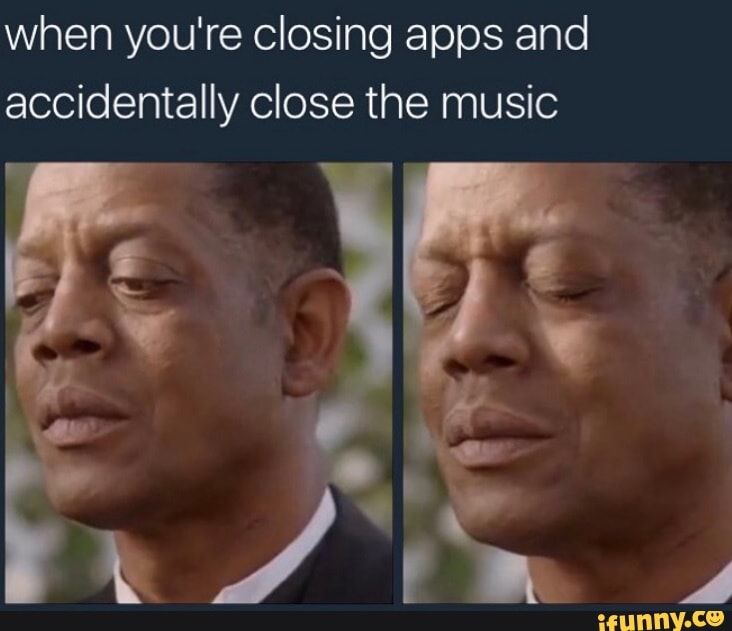 when you're closing apps and
accidentally close the music
ifunny.co